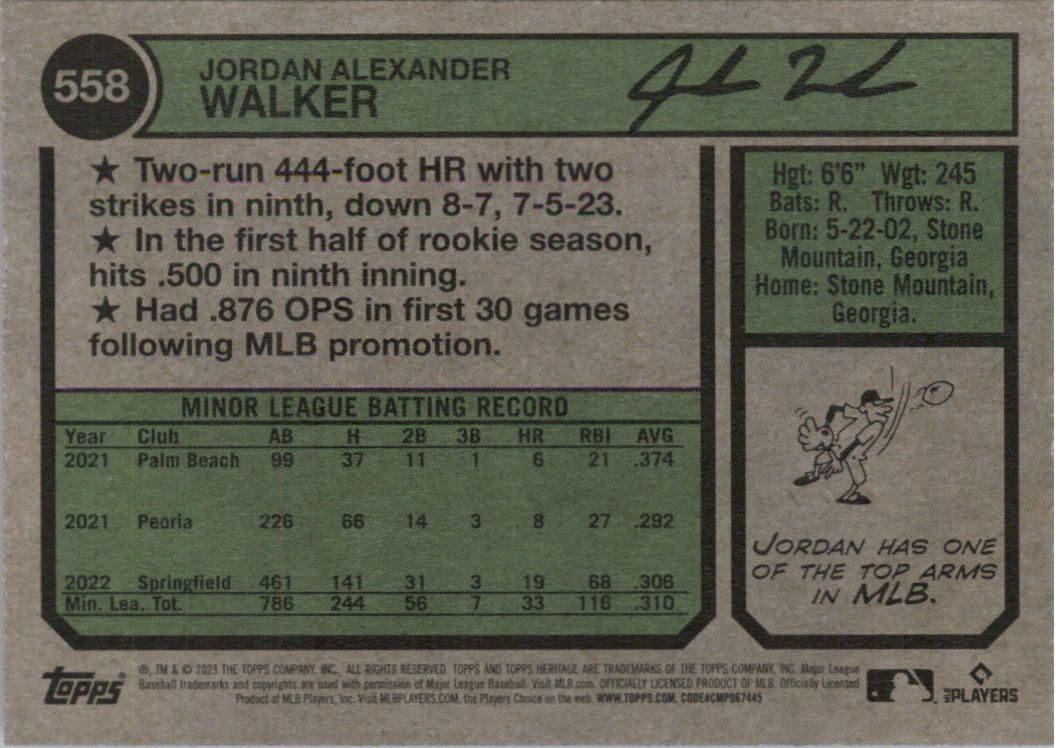 558
JORDAN ALEXANDER
WALKER
★ Two-run 444-foot HR with two
strikes in ninth, down 8-7, 7-5-23.
★ In the first half of rookie season,
hits .500 in ninth inning.
★ Had .876 OPS in first 30 games
following MLB promotion.
Hgt: 6'6” Wgt: 245
Bats: R. Throws: R.
Born: 5-22-02, Stone
Mountain, Georgia
Home: Stone Mountain,
Georgia.
MINOR LEAGUE BATTING RECORD
Year Club AB H 2B 3B HR RBI AVG
2021 Palm Beach 99 37 11 1 6 21 .374
2021 Peoria 226 66 14 3 8 27 .292
2022 Springfield 461 141 31 3 19 68 .306
Min. Lea. Tot. 786 244 56 7 33 116 .310
JORDAN HAS ONE
OF THE TOP ARMS
IN MLB.
topps®
®, TM & © 2023 THE TOPPS COMPANY, INC. ALL RIGHTS RESERVED. TOPPS AND TOPPS HERITAGE ARE TRADEMARKS OF THE TOPPS COMPANY, INC. Major League
Baseball trademarks and copyrights are used with permission of Major League Baseball. Visit MLB.com. OFFICIALLY LICENSED PRODUCT OF MLB. Officially Licensed
Product of MLB Players, Inc. Visit MLBPLAYERS.COM, the Players Choice on the web. WWW.TOPPS.COM. CODE#CMP067445
MLB PLAYERS